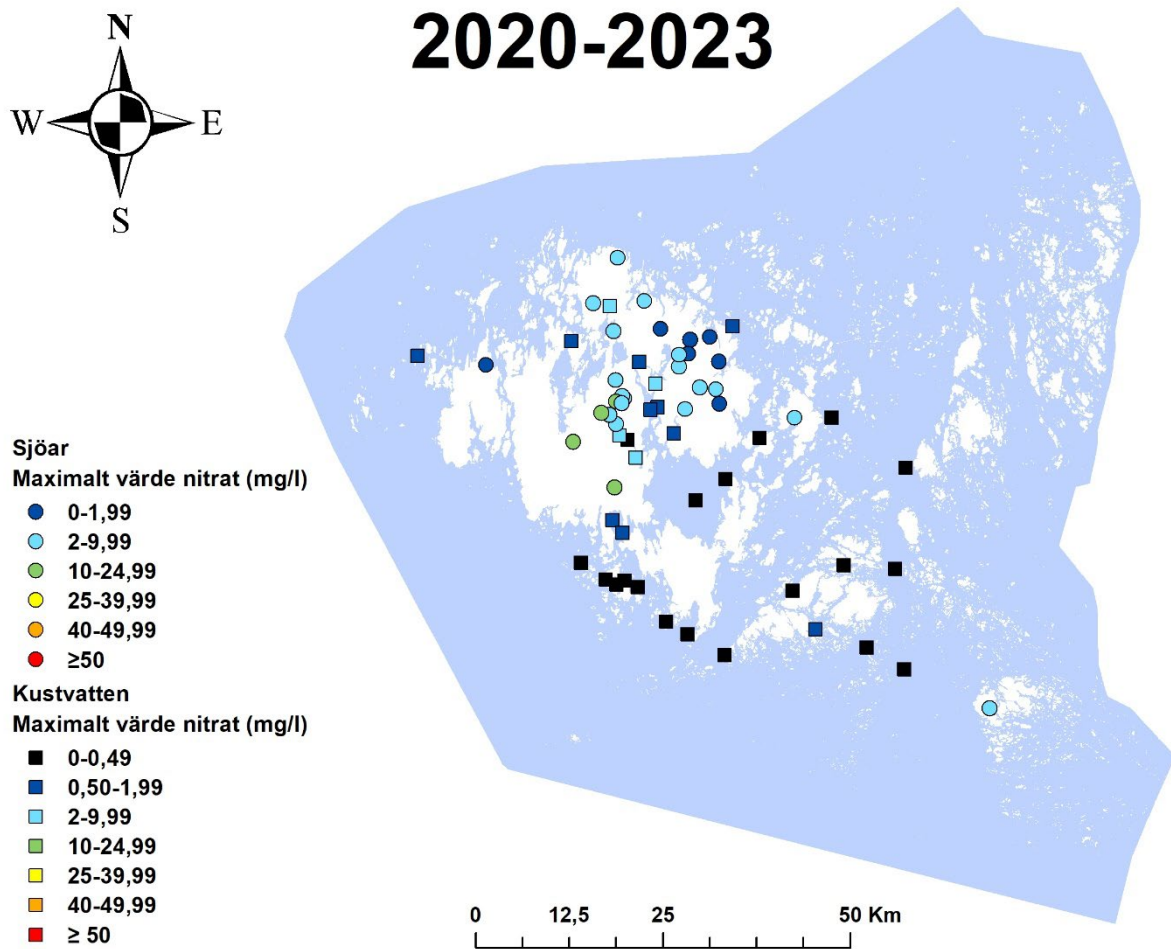 2020-2023
N
W
E
S
Sjöar
Maximalt värde nitrat (mg/l)
0-1,99
2-9,99
10-24,99
25-39,99
40-49,99
≥50
Kustvatten
Maximalt värde nitrat (mg/l)
0-0,49
0,50-1,99
2-9,99
10-24,99
25-39,99
40-49,99
≥ 50
0 12,5 25 50 Km